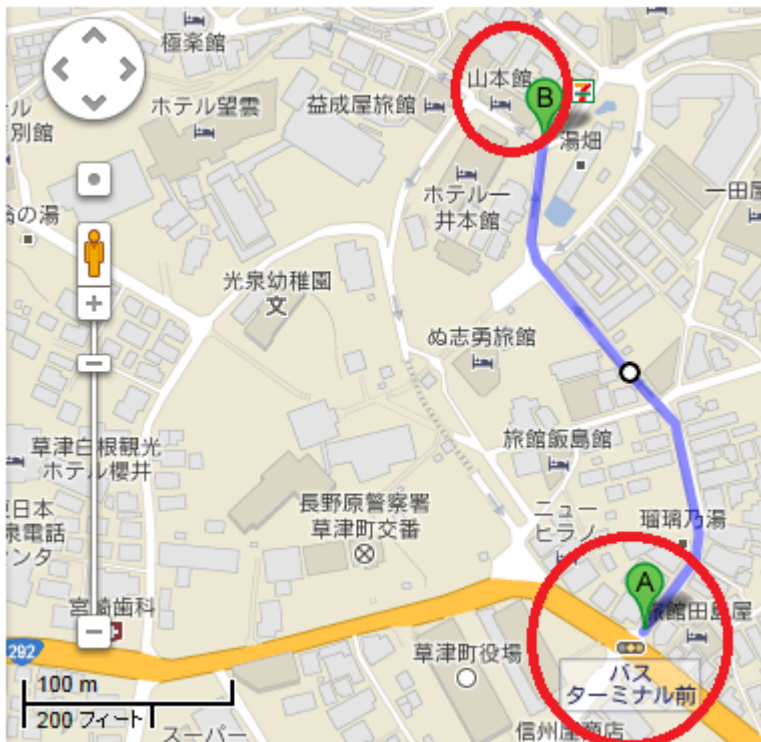 極楽館
山本館
B
ホテル望雲
益成屋旅館
ル
別館
湯畑
ホテル一
井本館
一田屋
の湯
光泉幼稚園
文
ぬ志勇旅館
旅館飯島館
草津白根観光
ホテル櫻井
長野原警察署
草津町交番
ニュー
ヒラノ
瑠璃乃湯
東日本
泉電話
ンタ
A
宮崎歯科
旅館田島屋
292
草津町役場
バス
ターミナル前
100 m
200 フィート
スーパー
信州屋商店